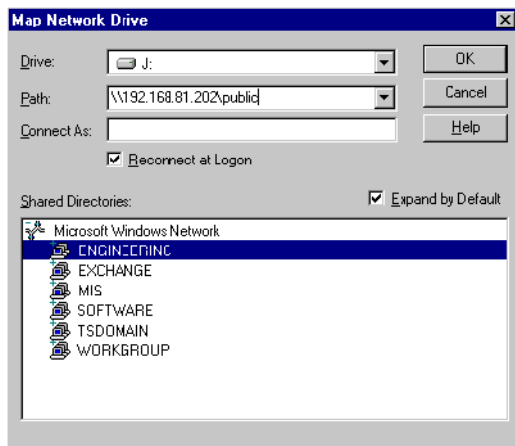 Map Network Drive
Drive: J: OK
Path: \\192.168.81.202\public Cancel
Connect As: Help
Reconnect at Logon
Shared Directories: Expand by Default
Microsoft Windows Network
ENGINEERING
EXCHANGE
MIS
SOFTWARE
TSDOMAIN
WORKGROUP